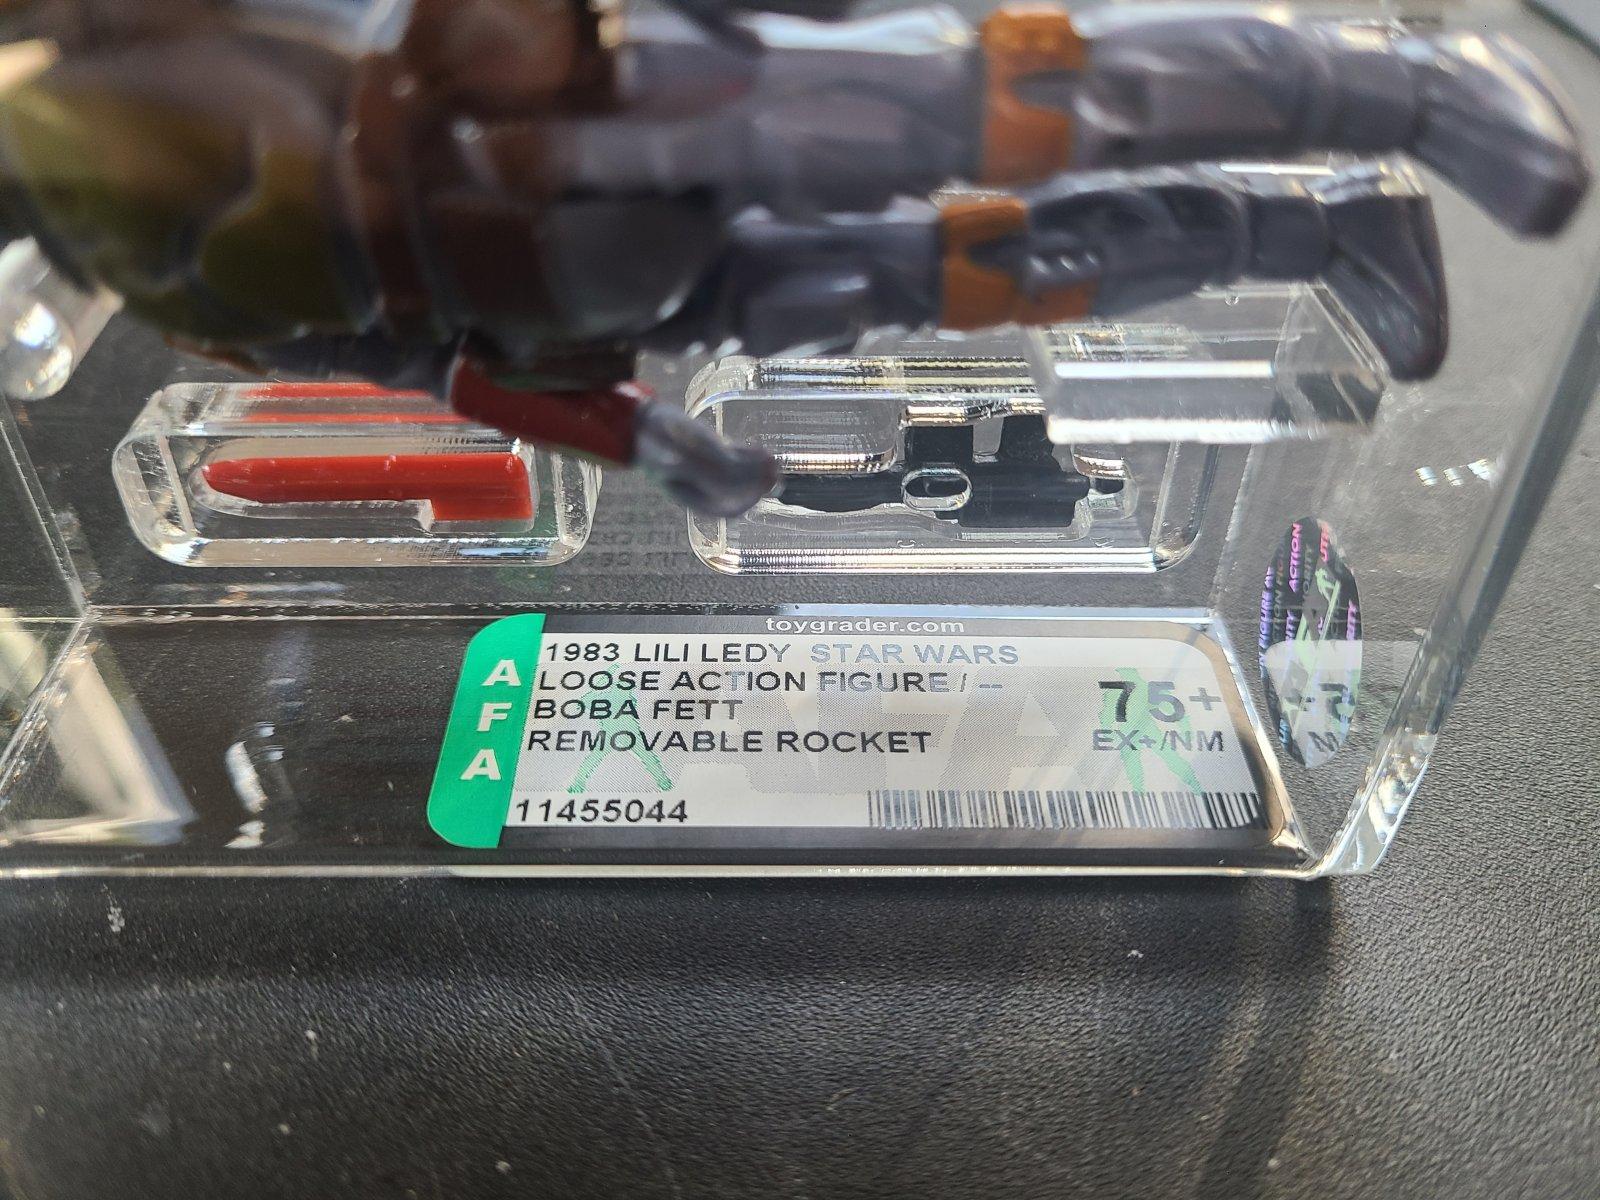 toygrader.com
AFA
1983 LILI LEDY STAR WARS
LOOSE ACTION FIGURE / --
BOBA FETT
REMOVABLE ROCKET
75+
EX+/NM
11455044
ACTION